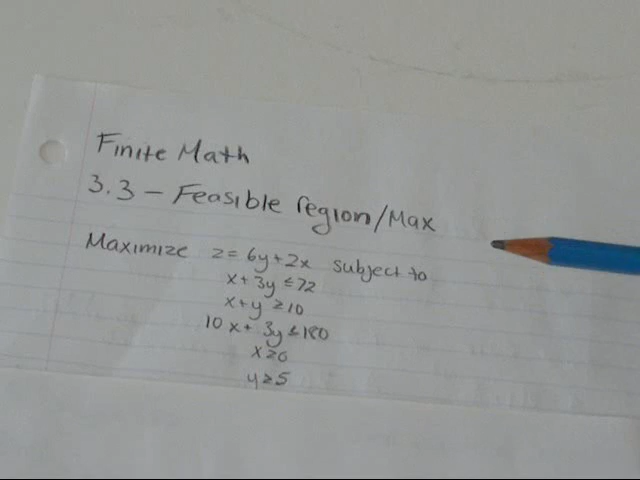 Finite Math
3.3 – Feasible region/Max
Maximize z = 6y + 2x subject to
x + 3y ≤ 72
x + y ≥ 10
10x + 3y ≤ 180
x ≥ 0
y ≥ 5